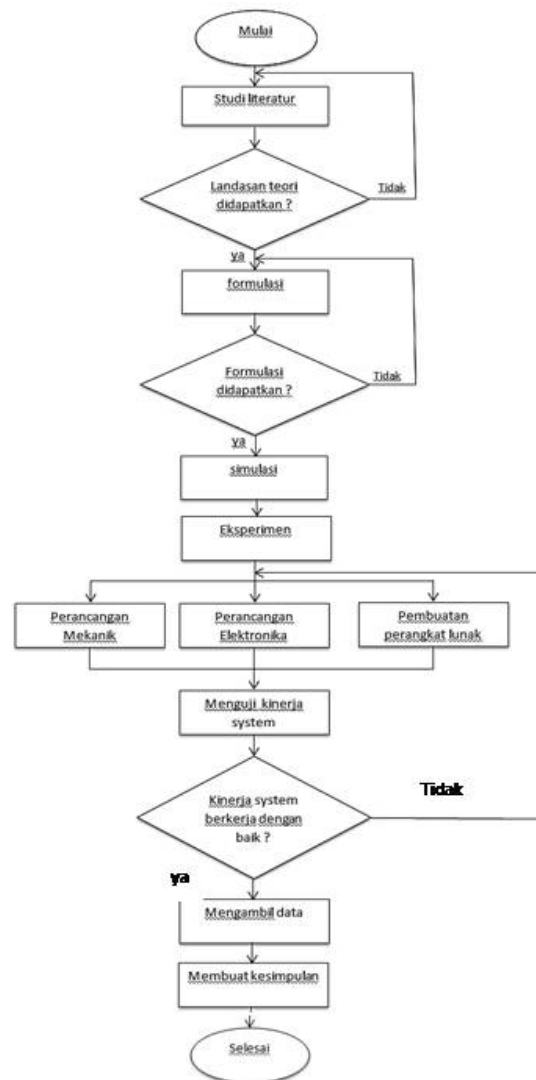 Mulai
Studi literatur
Landasan teori
didapatkan ?
Tidak
ya
formulasi
Formulasi
didapatkan ?
Tidak
ya
simulasi
Eksperimen
Perancangan
Mekanik
Perancangan
Elektronika
Pembuatan
perangkat lunak
Menguji kinerja
system
Kinerja system
berkerja dengan
baik ?
Tidak
ya
Mengambil data
Membuat kesimpulan
Selesai